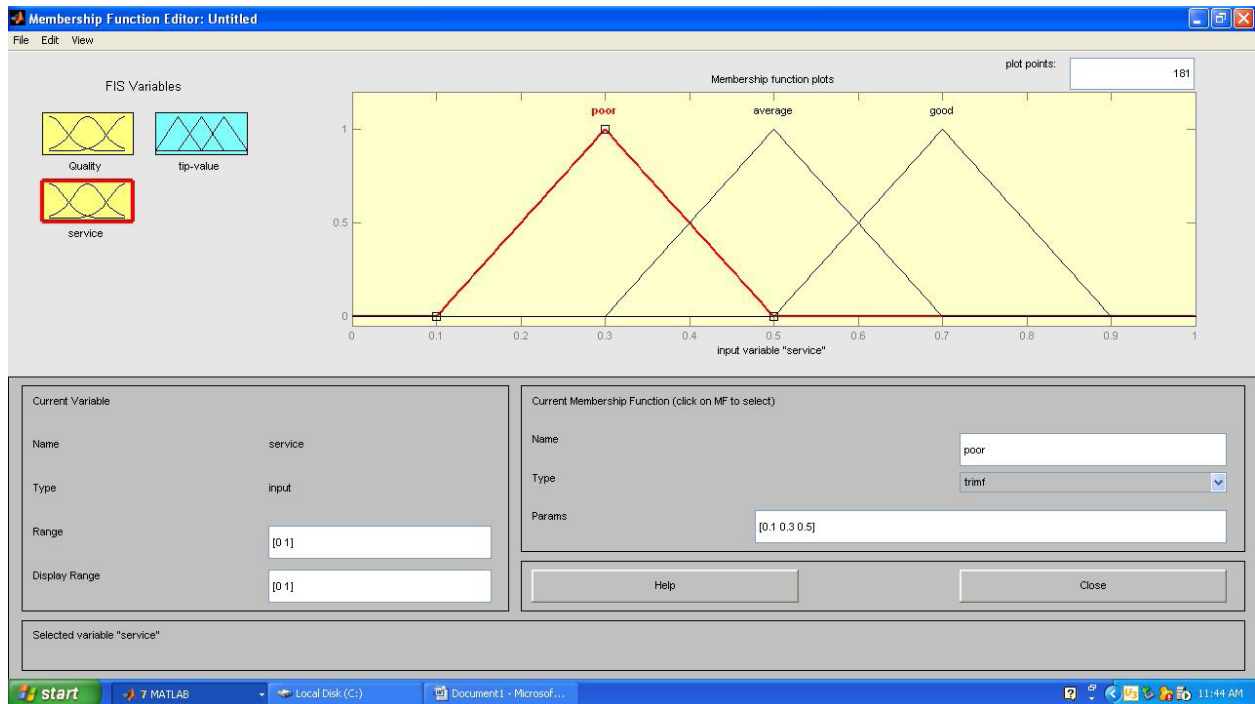 Membership Function Editor: Untitled
File Edit View
FIS Variables
Quality
tip-value
service
plot points:
181
Membership function plots
poor average good
1
0.5
0
0 0.1 0.2 0.3 0.4 0.5 0.6 0.7 0.8 0.9 1
input variable "service"
Current Variable
Name service
Type input
Range [0 1]
Display Range [0 1]
Current Membership Function (click on MF to select)
Name poor
Type trimf
Params [0.1 0.3 0.5]
Help Close
Selected variable "service"
start 7 MATLAB Local Disk (C:) Document1 - Microsof... 11:44 AM